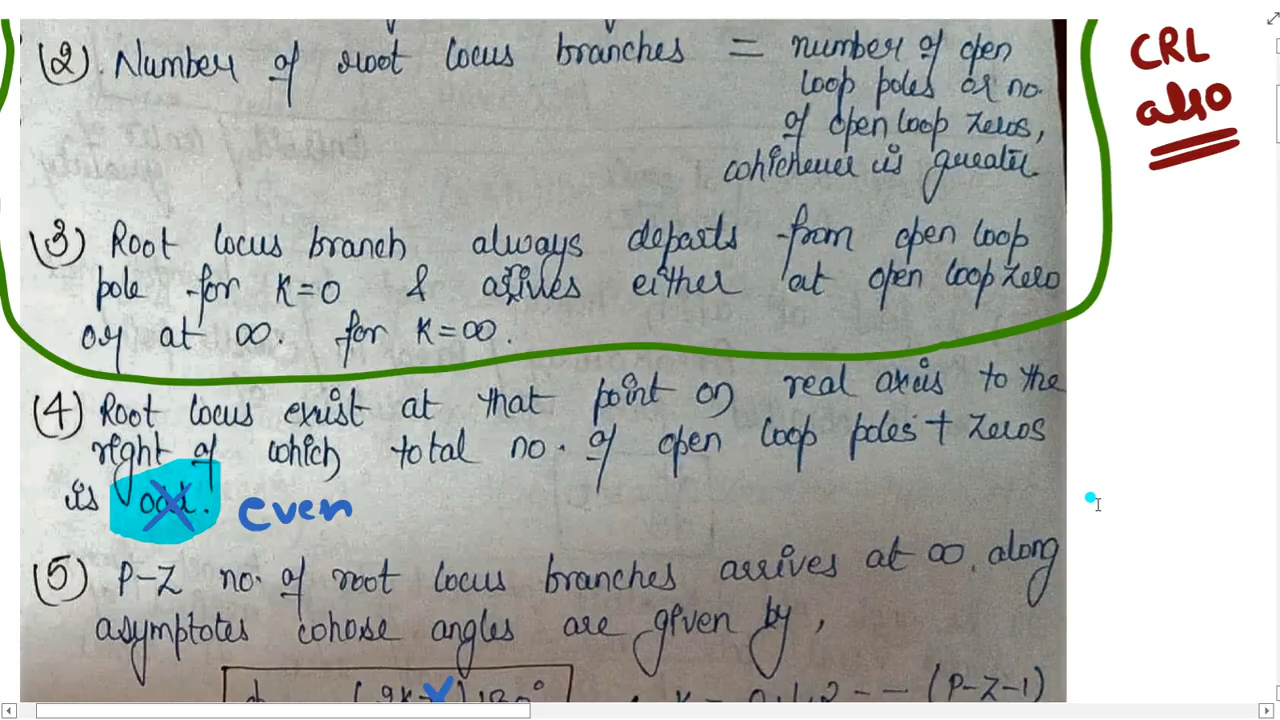 (2). Number of root locus branches = number of open
loop poles or no.
of open loop zeros,
whichever is greater.
CRL
also
(3) Root locus branch always departs from open loop
pole for K=0 & arrives either at open loop zero
or at ∞. for K=∞.
(4) Root locus exist at that point on real axis to the
right of which total no. of open loop poles + zeros
is odd. even
(5) P-Z no. of root locus branches arrives at ∞, along
asymptotes whose angles are given by,
K = 0,1,2--- (P-Z-1)